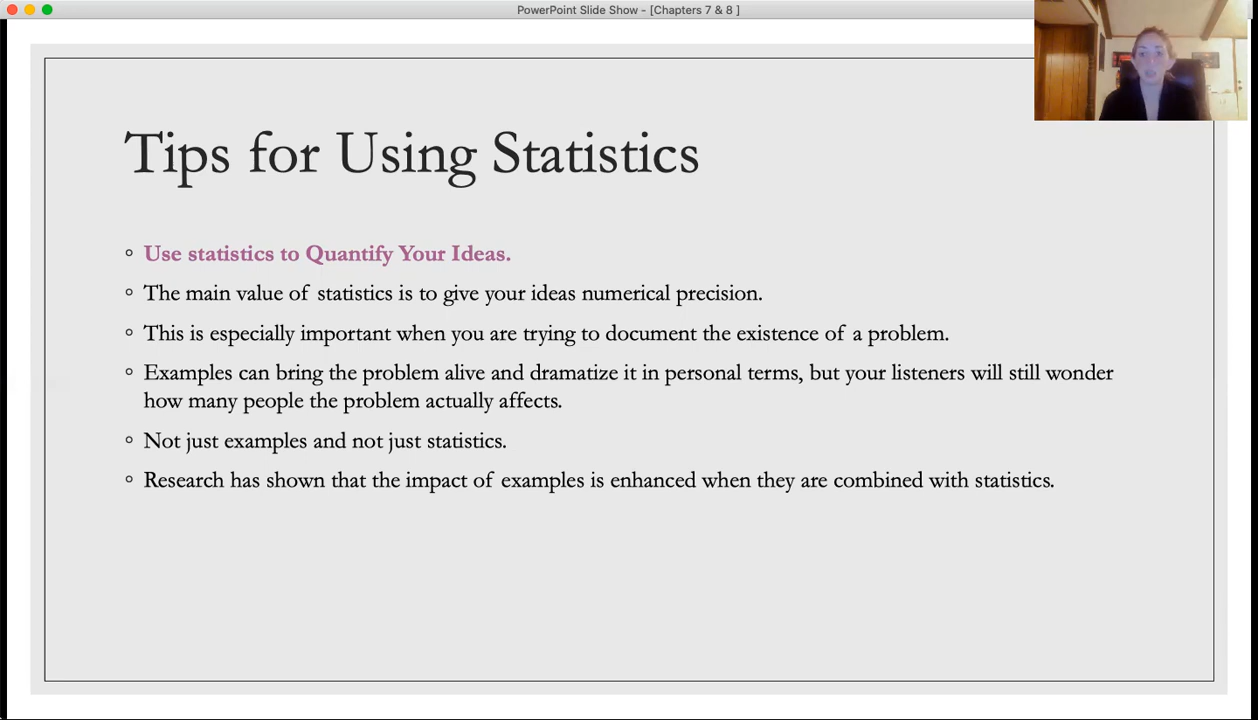 PowerPoint Slide Show - [Chapters 7 & 8 ]
Tips for Using Statistics
Use statistics to Quantify Your Ideas.
The main value of statistics is to give your ideas numerical precision.
This is especially important when you are trying to document the existence of a problem.
Examples can bring the problem alive and dramatize it in personal terms, but your listeners will still wonder
how many people the problem actually affects.
Not just examples and not just statistics.
Research has shown that the impact of examples is enhanced when they are combined with statistics.